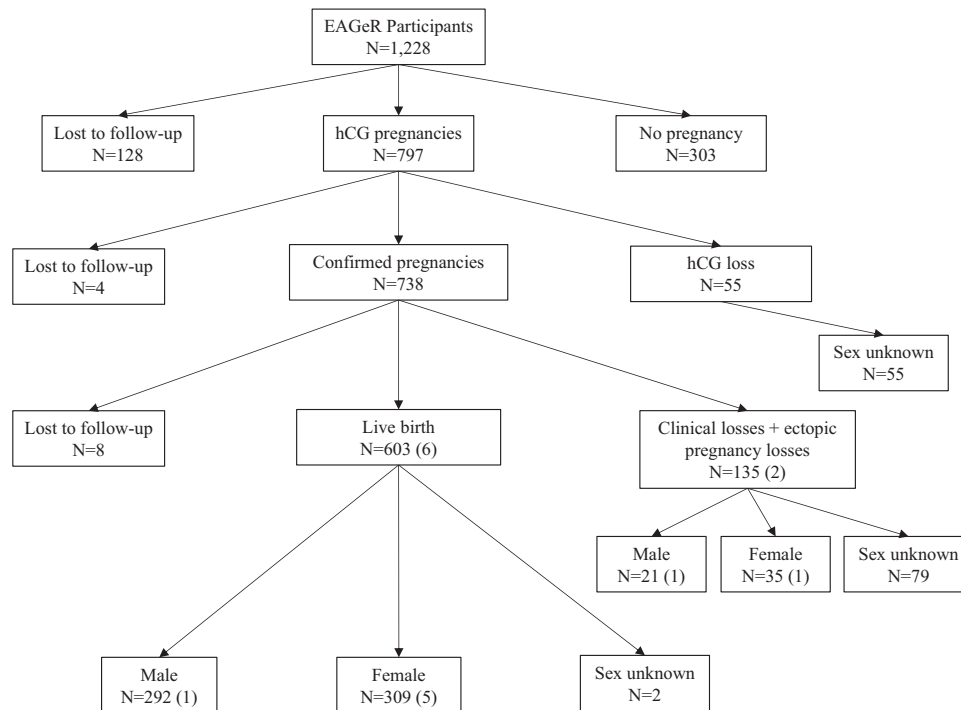 EAGeR Participants
N=1,228
Lost to follow-up
N=128
hCG pregnancies
N=797
No pregnancy
N=303
Lost to follow-up
N=4
Confirmed pregnancies
N=738
hCG loss
N=55
Sex unknown
N=55
Lost to follow-up
N=8
Live birth
N=603 (6)
Clinical losses + ectopic
pregnancy losses
N=135 (2)
Male
N=21 (1)
Female
N=35 (1)
Sex unknown
N=79
Male
N=292 (1)
Female
N=309 (5)
Sex unknown
N=2